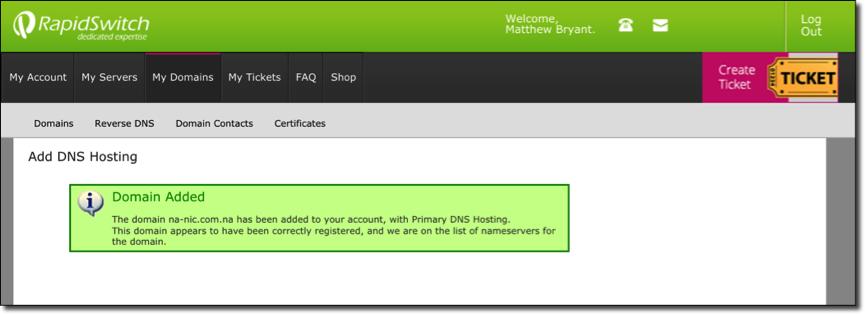 RapidSwitch
dedicated expertise
Welcome,
Matthew Bryant.
Log
Out
My Account
My Servers
My Domains
My Tickets
FAQ
Shop
Create
Ticket
TICKET
Domains
Reverse DNS
Domain Contacts
Certificates
Add DNS Hosting
Domain Added
The domain na-nic.com.na has been added to your account, with Primary DNS Hosting.
This domain appears to have been correctly registered, and we are on the list of nameservers for
the domain.